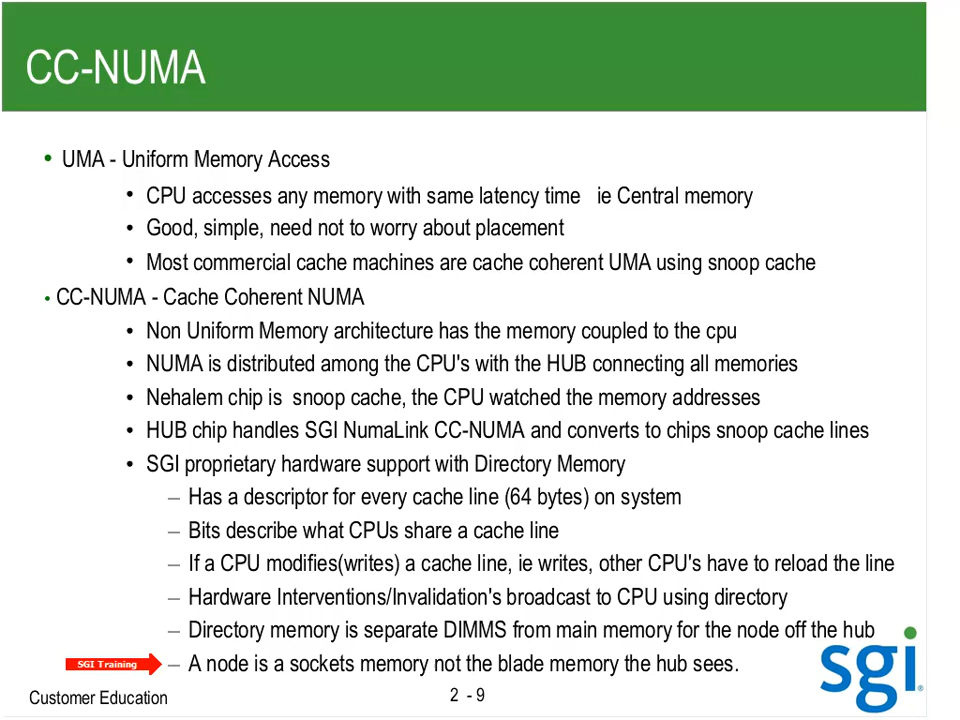 CC-NUMA
• UMA - Uniform Memory Access
• CPU accesses any memory with same latency time ie Central memory
• Good, simple, need not to worry about placement
• Most commercial cache machines are cache coherent UMA using snoop cache
• CC-NUMA - Cache Coherent NUMA
• Non Uniform Memory architecture has the memory coupled to the cpu
• NUMA is distributed among the CPU's with the HUB connecting all memories
• Nehalem chip is snoop cache, the CPU watched the memory addresses
• HUB chip handles SGI NumaLink CC-NUMA and converts to chips snoop cache lines
• SGI proprietary hardware support with Directory Memory
– Has a descriptor for every cache line (64 bytes) on system
– Bits describe what CPUs share a cache line
– If a CPU modifies(writes) a cache line, ie writes, other CPU's have to reload the line
– Hardware Interventions/Invalidation's broadcast to CPU using directory
– Directory memory is separate DIMMS from main memory for the node off the hub
SGI Training – A node is a sockets memory not the blade memory the hub sees.
sgi®
Customer Education
2 - 9